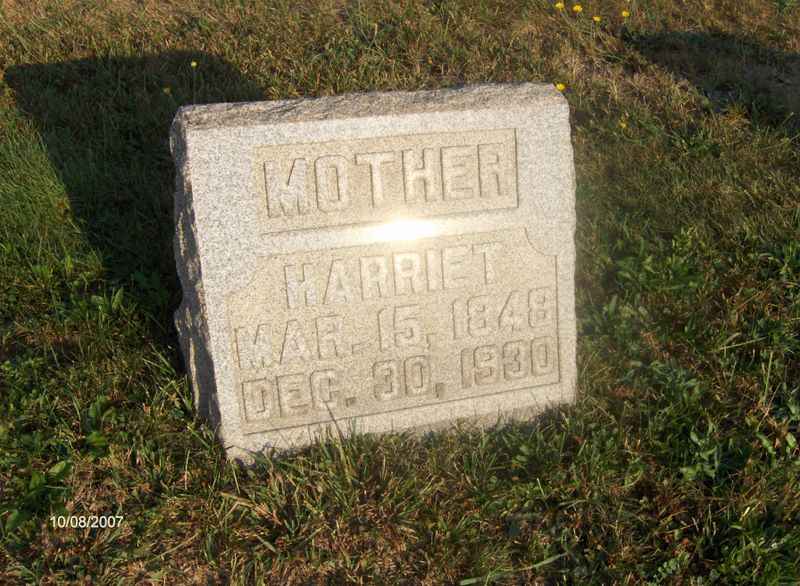 MOTHER
HARRIET
MAR. 15, 1848
DEC. 30, 1930
10/08/2007